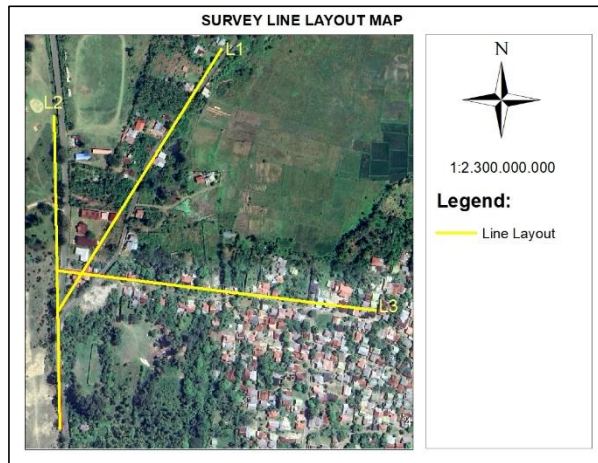 SURVEY LINE LAYOUT MAP
L1
L2
L3
N
1:2.300.000.000
Legend:
Line Layout